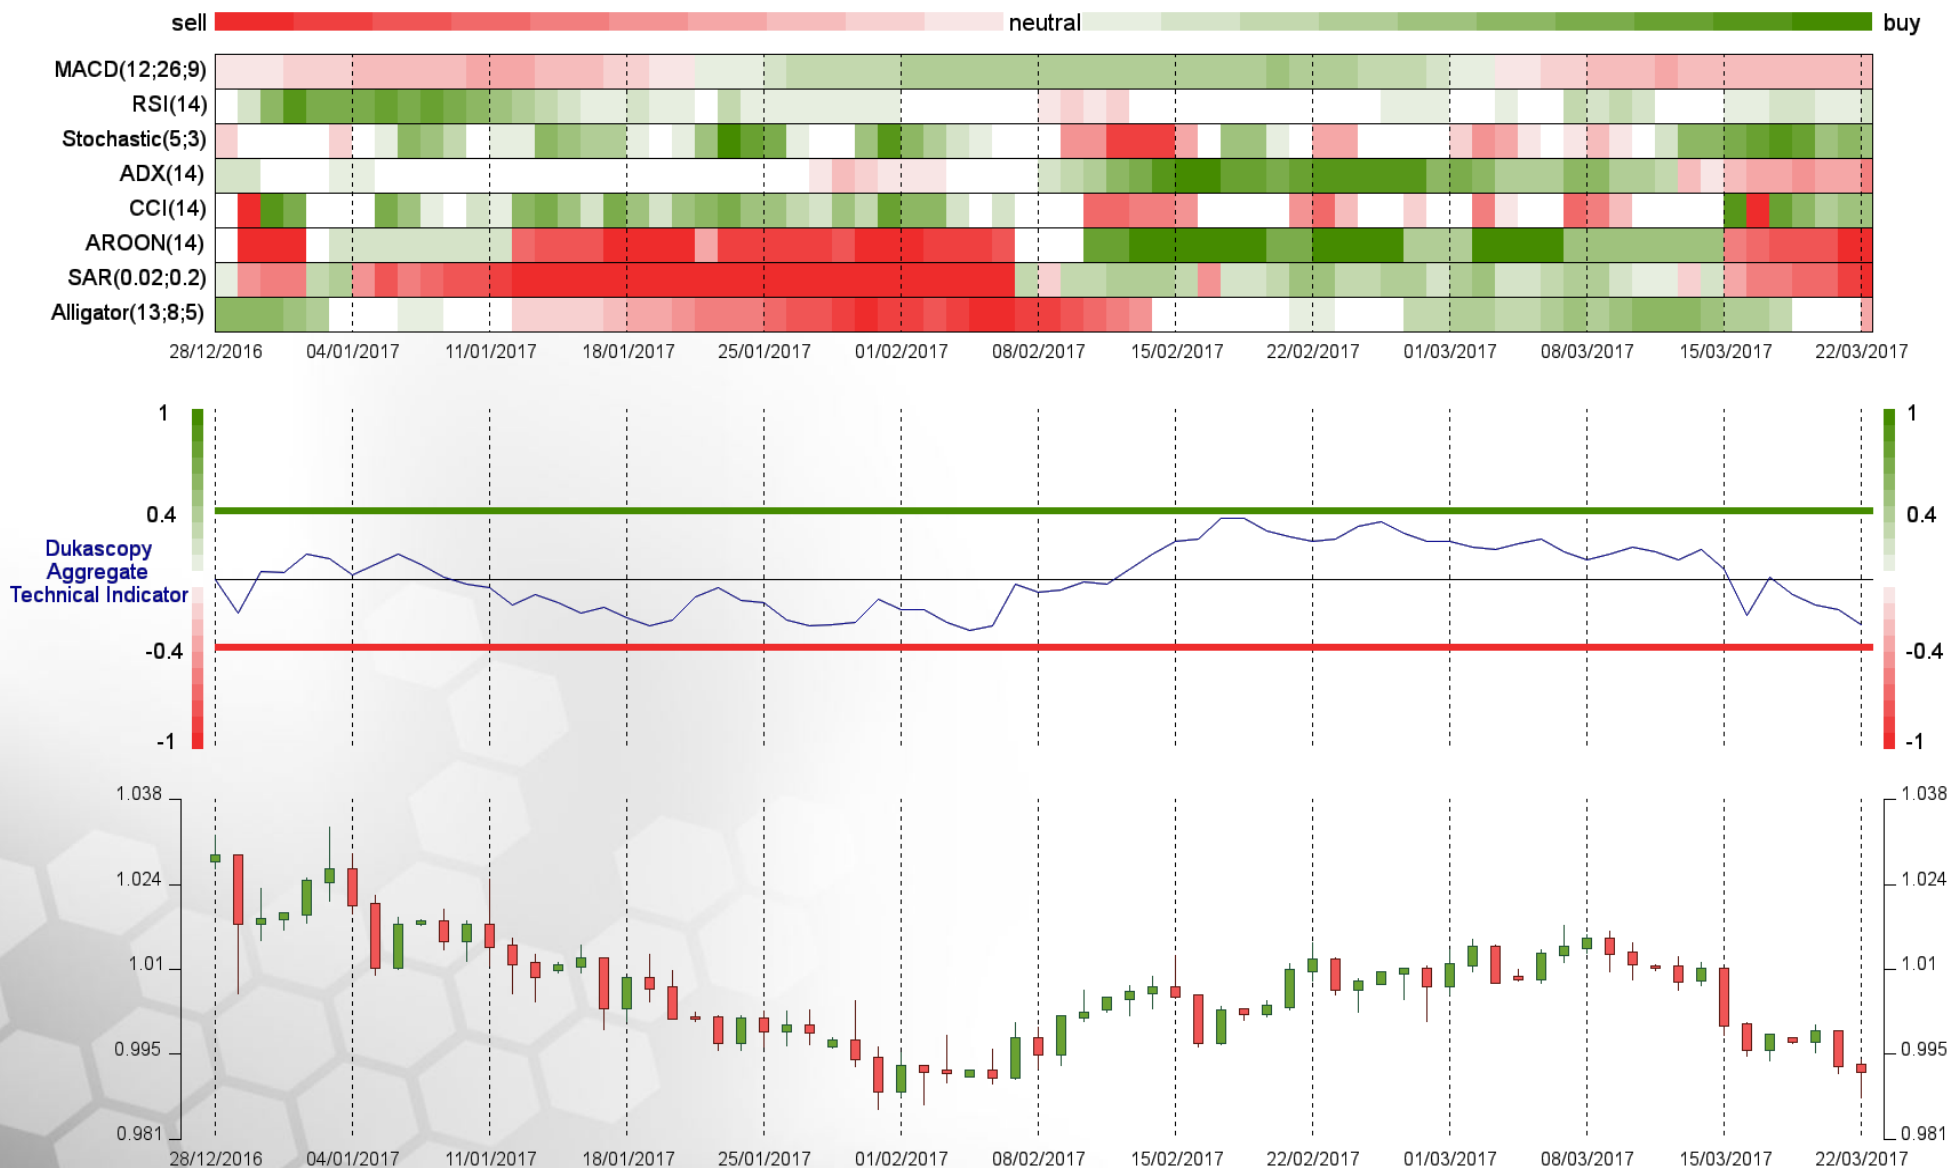 sell neutral buy
MACD(12;26;9)
RSI(14)
Stochastic(5;3)
ADX(14)
CCI(14)
AROON(14)
SAR(0.02;0.2)
Alligator(13;8;5)
28/12/2016 04/01/2017 11/01/2017 18/01/2017 25/01/2017 01/02/2017 08/02/2017 15/02/2017 22/02/2017 01/03/2017 08/03/2017 15/03/2017 22/03/2017
1 1
0.4 0.4
Dukascopy
Aggregate
Technical Indicator
-0.4 -0.4
-1 -1
1.038 1.038
1.024 1.024
1.01 1.01
0.995 0.995
0.981 0.981
28/12/2016 04/01/2017 11/01/2017 18/01/2017 25/01/2017 01/02/2017 08/02/2017 15/02/2017 22/02/2017 01/03/2017 08/03/2017 15/03/2017 22/03/2017